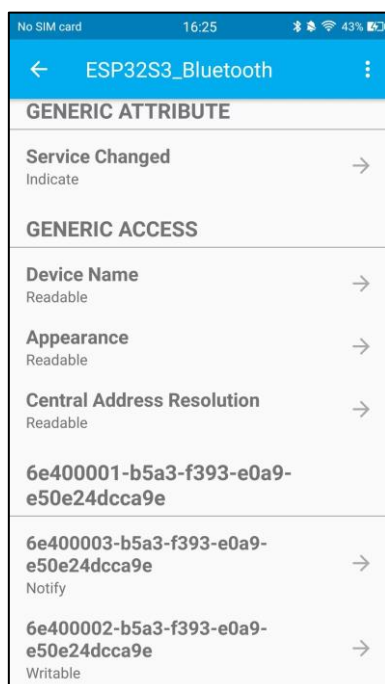 No SIM card 16:25 43%
ESP32S3_Bluetooth
GENERIC ATTRIBUTE
Service Changed
Indicate
GENERIC ACCESS
Device Name
Readable
Appearance
Readable
Central Address Resolution
Readable
6e400001-b5a3-f393-e0a9-
e50e24dcca9e
6e400003-b5a3-f393-e0a9-
e50e24dcca9e
Notify
6e400002-b5a3-f393-e0a9-
e50e24dcca9e
Writable